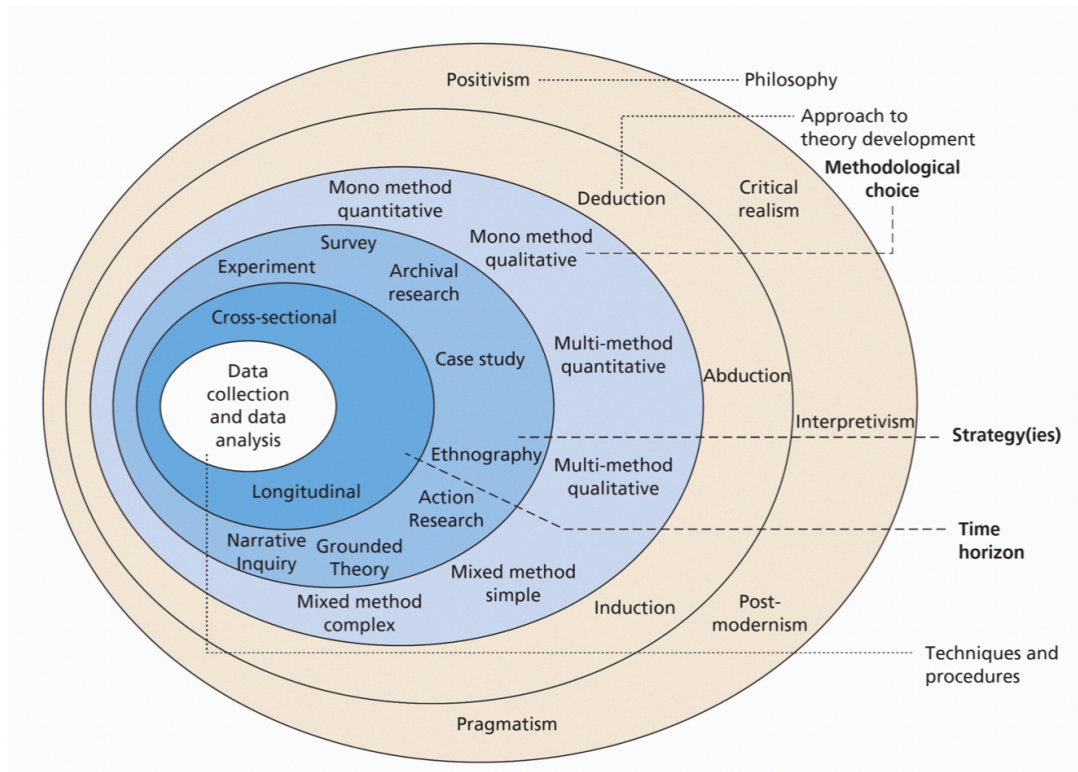 Positivism
Philosophy
Approach to
theory development
Methodological
choice
Mono method
quantitative
Deduction
Critical
realism
Survey
Mono method
qualitative
Experiment
Archival
research
Cross-sectional
Multi-method
quantitative
Case study
Data
collection
and data
analysis
Abduction
Interpretivism
Strategy(ies)
Ethnography
Multi-method
qualitative
Longitudinal
Action
Research
Time
horizon
Narrative
Inquiry
Grounded
Theory
Mixed method
simple
Mixed method
complex
Induction
Post-
modernism
Techniques and
procedures
Pragmatism